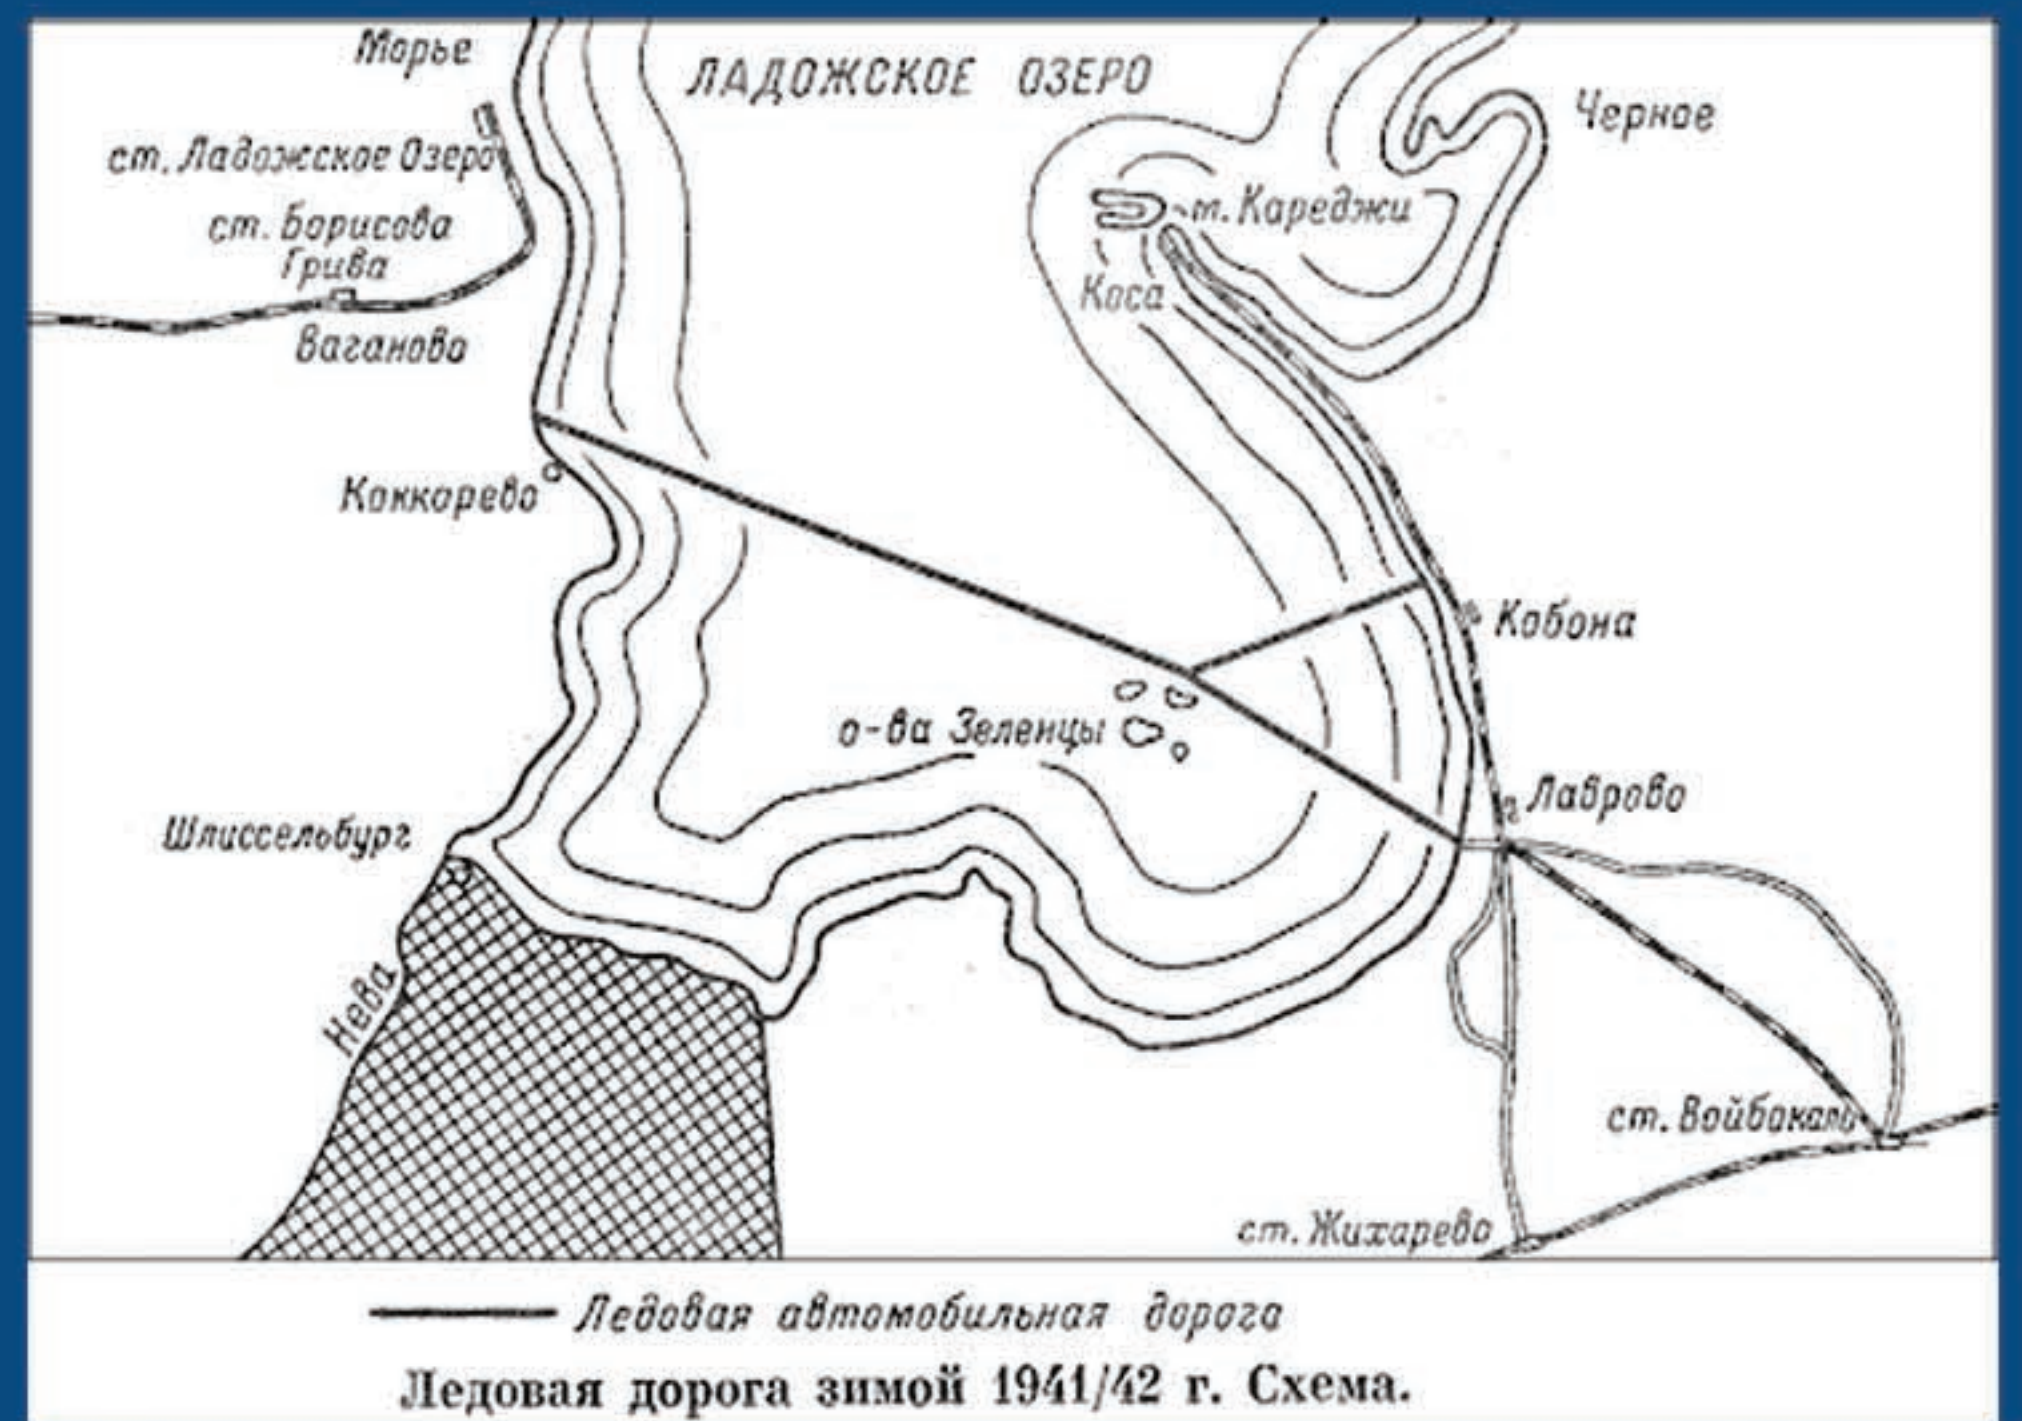 Морье
ЛАДОЖСКОЕ ОЗЕРО
Черное
ст. Ладожское Озеро
ст. Борисова
Грива
м. Кареджи
Коса
Ваганово
Коккорево
Кобона
о-ва Зеленцы
Лаврово
Шлиссельбург
Нева
ст. Войбокало
ст. Жихарево
Ледовая автомобильная дорога
Ледовая дорога зимой 1941/42 г. Схема.